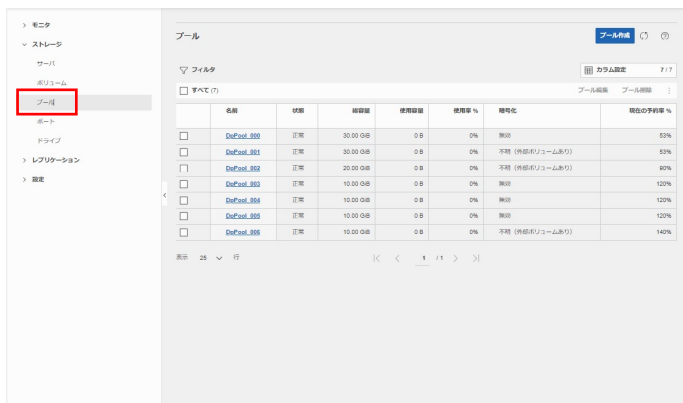 モニタ
ストレージ
サーバ
ボリューム
プール
ポート
ドライブ
レプリケーション
設定
プール
プール作成
フィルタ
カラム設定 7 / 7
すべて (7)
プール編集 プール削除
名前 状態 総容量 使用容量 使用率 % 暗号化 現在の予約率 %
DpPool_000 正常 30.00 GiB 0 B 0% 無効 53%
DpPool_001 正常 30.00 GiB 0 B 0% 不明（外部ボリュームあり） 53%
DpPool_002 正常 20.00 GiB 0 B 0% 不明（外部ボリュームあり） 90%
DpPool_003 正常 10.00 GiB 0 B 0% 無効 120%
DpPool_004 正常 10.00 GiB 0 B 0% 無効 120%
DpPool_005 正常 10.00 GiB 0 B 0% 無効 120%
DpPool_006 正常 10.00 GiB 0 B 0% 不明（外部ボリュームあり） 140%
表示 25 行
1 / 1